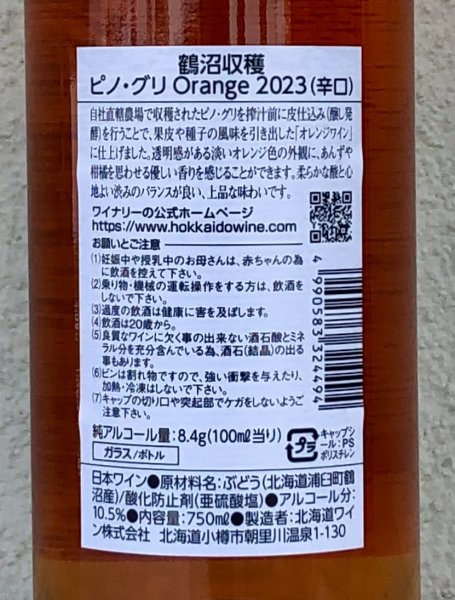 鶴沼収穫
ピノ・グリ Orange 2023(辛口)
自社直轄農場で収穫されたピノ・グリを搾汁前に皮仕込み(醸し発
酵)を行うことで、果皮や種子の風味を引き出した「オレンジワイン」
に仕上げました。透明感がある淡いオレンジ色の外観に、あんずや
柑橘を思わせる優しい香りを感じることができます。柔らかな酸と心
地よい渋みのバランスが良い、上品な味わいです。
ワイナリーの公式ホームページ
https://www.hokkaidowine.com
お願いとご注意
(1)妊娠中や授乳中のお母さんは、赤ちゃんの為
に飲酒を控えて下さい。
(2)乗り物・機械の運転操作をする方は、飲酒を
しないで下さい。
(3)過度の飲酒は健康に害を及ぼします。
(4)飲酒は20歳から。
(5)良質なワインに欠く事の出来ない酒石酸とミネ
ラル分を充分含んでいる為、酒石(結晶)の出る
事もあります。
(6)ビンは割れ物ですので、強い衝撃を与えたり、
加熱・冷凍はしないで下さい。
(7)キャップの切り口や突起部でケガをしないようご
注意下さい。
4990583324494
純アルコール量:8.4g(100mℓ当り)
ガラス/ボトル
プラ
キャップシ
ール:PS
ポリスチレン
日本ワイン●原材料名:ぶどう(北海道浦臼町鶴
沼産)/酸化防止剤(亜硫酸塩)●アルコール分:
10.5%●内容量:750mℓ●製造者:北海道ワイ
ン株会社 北海道小樽市朝里川温泉1-130